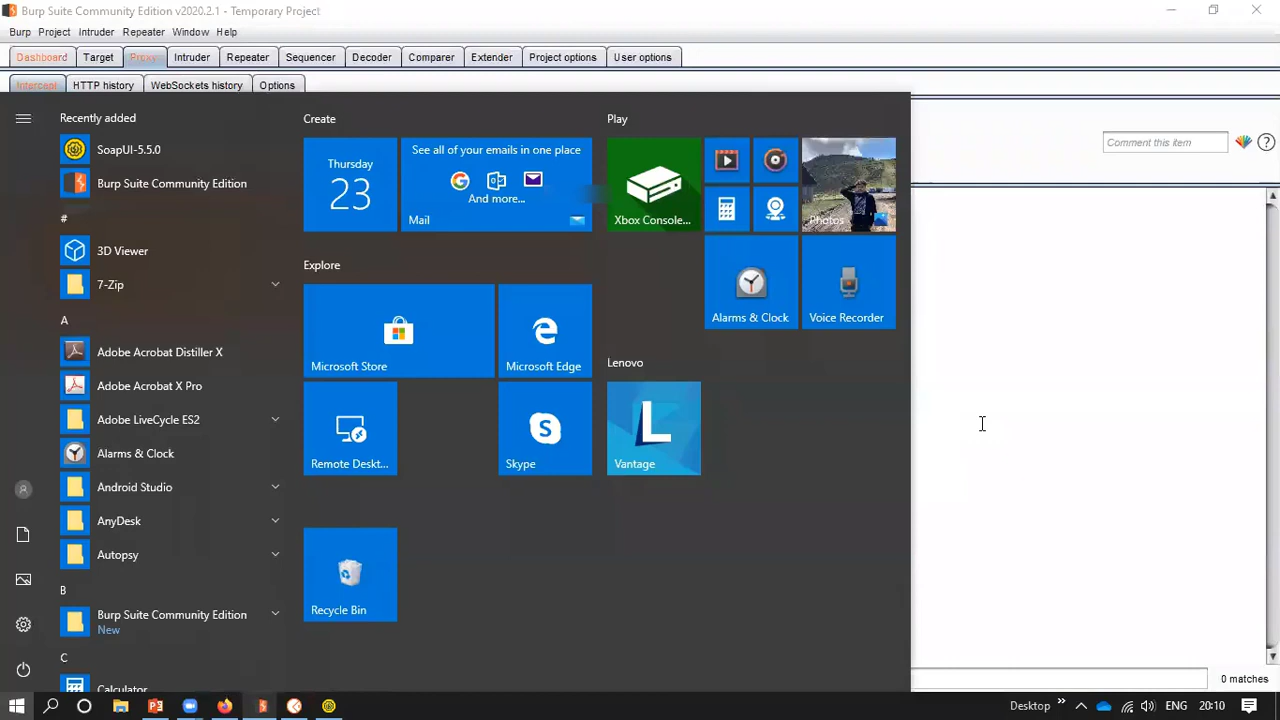 Burp Suite Community Edition v2020.2.1 - Temporary Project
Burp Project Intruder Repeater Window Help
Dashboard Target Proxy Intruder Repeater Sequencer Decoder Comparer Extender Project options User options
Intercept HTTP history WebSockets history Options
Comment this item
Recently added
SoapUI-5.5.0
Burp Suite Community Edition
#
3D Viewer
7-Zip
A
Adobe Acrobat Distiller X
Adobe Acrobat X Pro
Adobe LiveCycle ES2
Alarms & Clock
Android Studio
AnyDesk
Autopsy
B
Burp Suite Community Edition
New
C
Calculator
Create
Thursday
23
See all of your emails in one place
And more...
Mail
Explore
Microsoft Store
Microsoft Edge
Remote Deskt...
Skype
Recycle Bin
Play
Xbox Console...
Photos
Alarms & Clock
Voice Recorder
Lenovo
Vantage
0 matches
Desktop
ENG
20:10